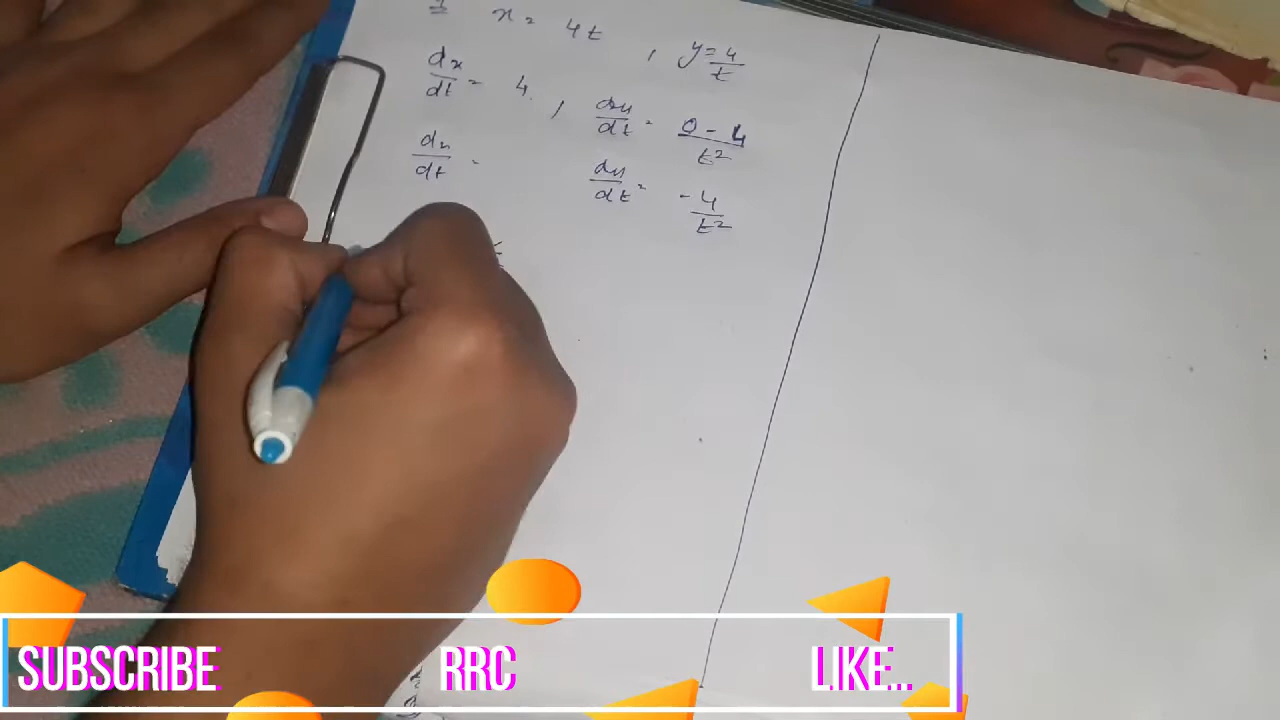 x = 4t , y = 4/t
dx/dt = 4 , dy/dt = 0 - 4/t²
dx/dt = dy/dt = -4/t²
SUBSCRIBE RRC LIKE..